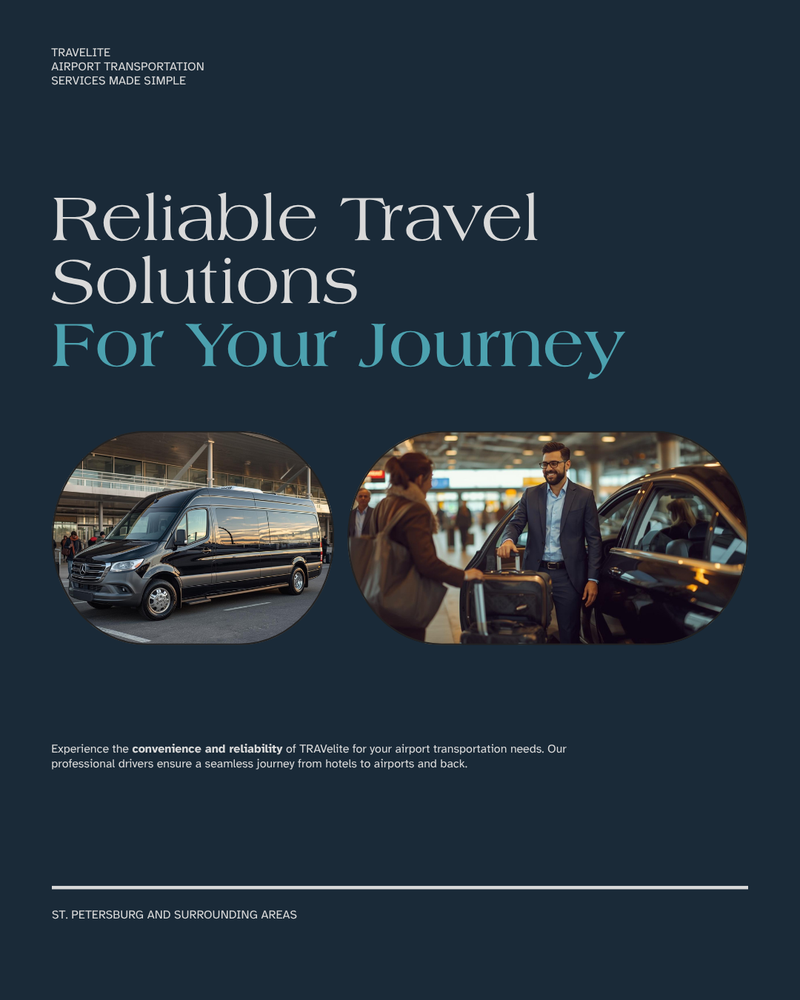 TRAVELITE
AIRPORT TRANSPORTATION
SERVICES MADE SIMPLE
Reliable Travel
Solutions
For Your Journey
Experience the convenience and reliability of TRAVelite for your airport transportation needs. Our
professional drivers ensure a seamless journey from hotels to airports and back.
ST. PETERSBURG AND SURROUNDING AREAS